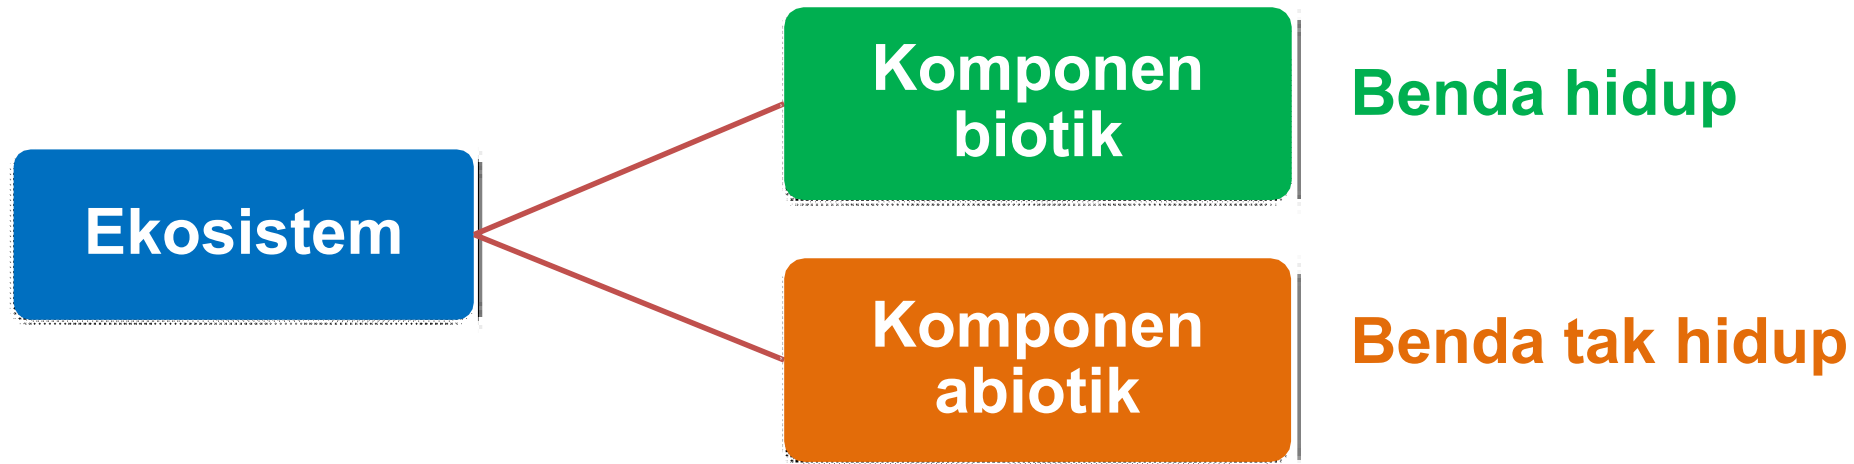 Ekosistem
Komponen
biotik
Benda hidup
Komponen
abiotik
Benda tak hidup